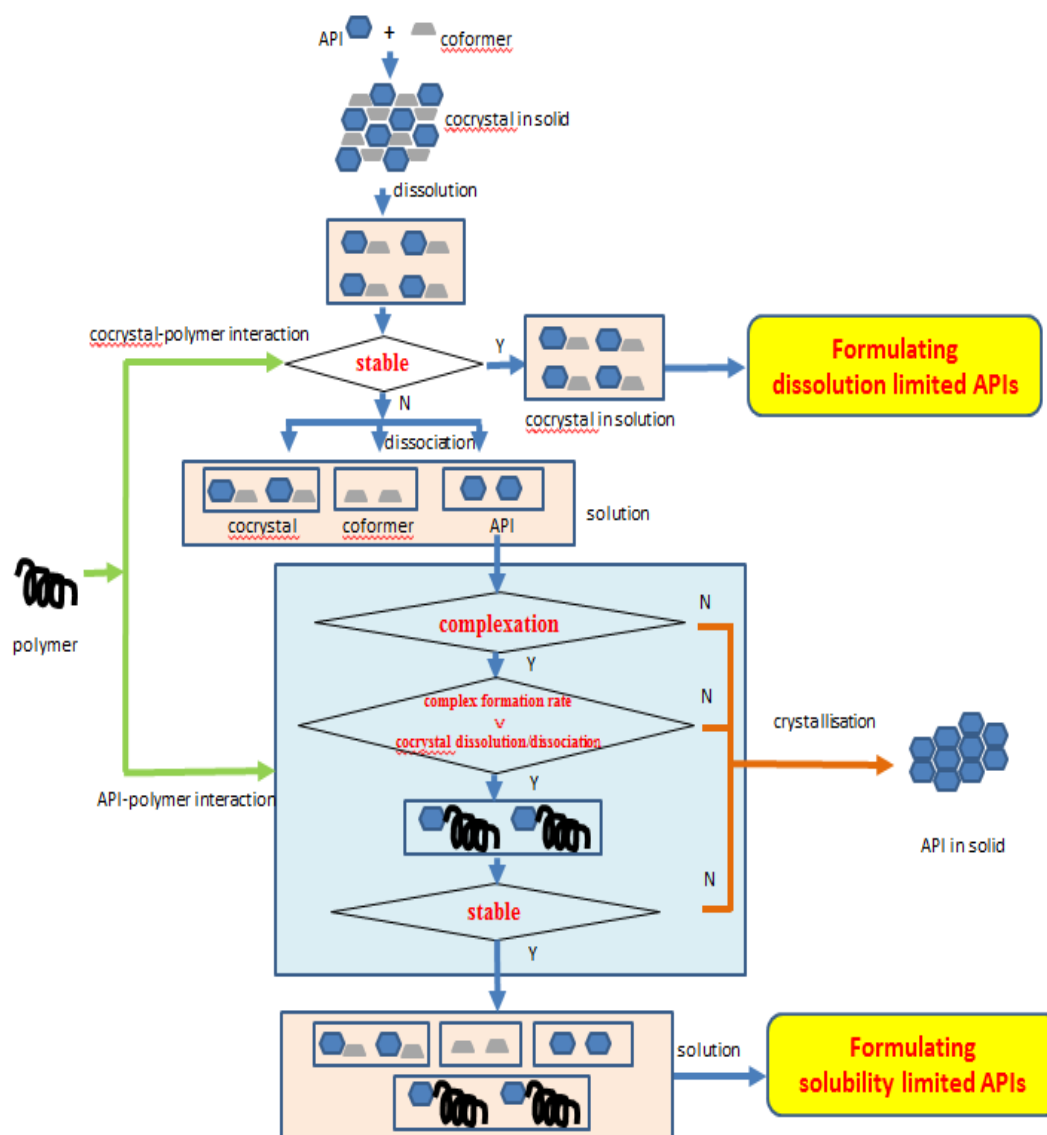 API + coformer
cocrystal in solid
dissolution
cocrystal-polymer interaction
stable
Y
Formulating
dissolution limited APIs
N
cocrystal in solution
dissociation
cocrystal
coformer
API
solution
polymer
complexation
N
Y
complex formation rate
>
cocrystal dissolution/dissociation
N
crystallisation
Y
API-polymer interaction
API in solid
N
stable
Y
solution
Formulating
solubility limited APIs